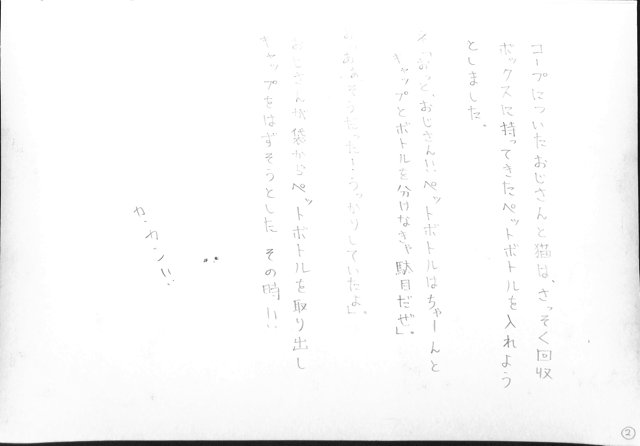 コープについたおじさんと猫は、さっそく回収
ボックスに持ってきたペットボトルを入れよう
としました。
おっと、おじさん!!ペットボトルはちゃーんと
キャップとボトルを分けなきゃ駄目だぜ」
あぁそうだった!うっかりしていたよ。」
おじさんが袋からペットボトルを取り出し
キャップをはずそうとした その時!!
カ、カン!!
②